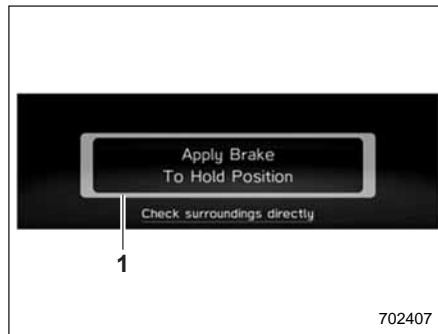 Apply Brake
To Hold Position
Check surroundings directly
1
702407